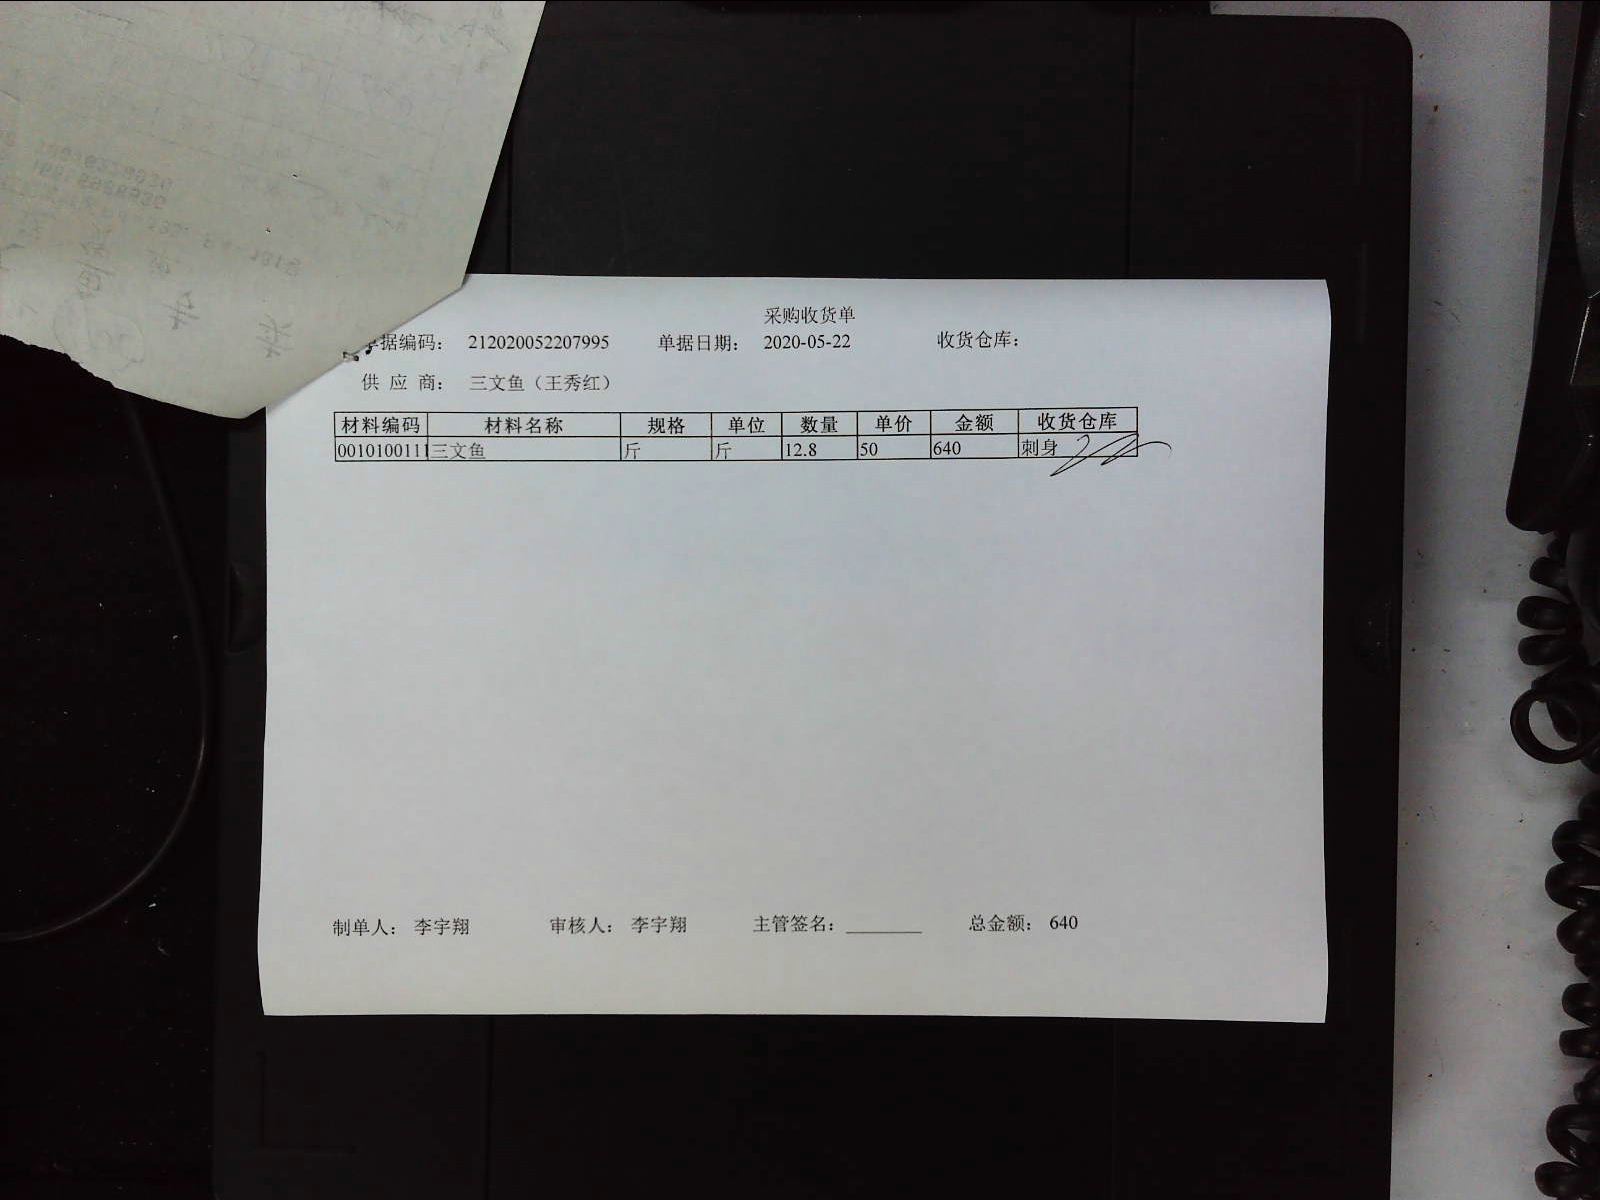 采购收货单
单据编码： 212020052207995 单据日期： 2020-05-22 收货仓库：
供 应 商： 三文鱼（王秀红）
材料编码 材料名称 规格 单位 数量 单价 金额 收货仓库
0010100111 三文鱼 斤 斤 12.8 50 640 刺身
制单人： 李宇翔 审核人： 李宇翔 主管签名：________ 总金额： 640